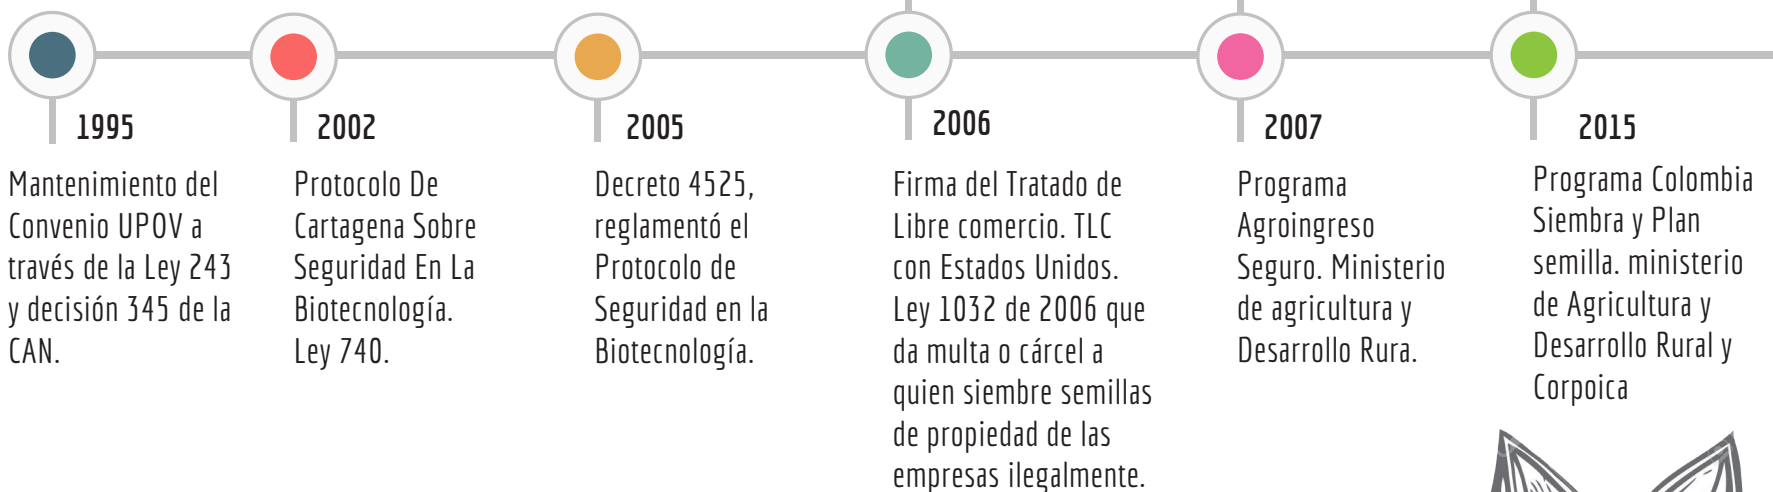 1995
Mantenimiento del
Convenio UPOV a
través de la Ley 243
y decisión 345 de la
CAN.
2002
Protocolo De
Cartagena Sobre
Seguridad En La
Biotecnología.
Ley 740.
2005
Decreto 4525,
reglamentó el
Protocolo de
Seguridad en la
Biotecnología.
2006
Firma del Tratado de
Libre comercio. TLC
con Estados Unidos.
Ley 1032 de 2006 que
da multa o cárcel a
quien siembre semillas
de propiedad de las
empresas ilegalmente.
2007
Programa
Agroingreso
Seguro. Ministerio
de agricultura y
Desarrollo Rura.
2015
Programa Colombia
Siembra y Plan
semilla. ministerio
de Agricultura y
Desarrollo Rural y
Corpoica